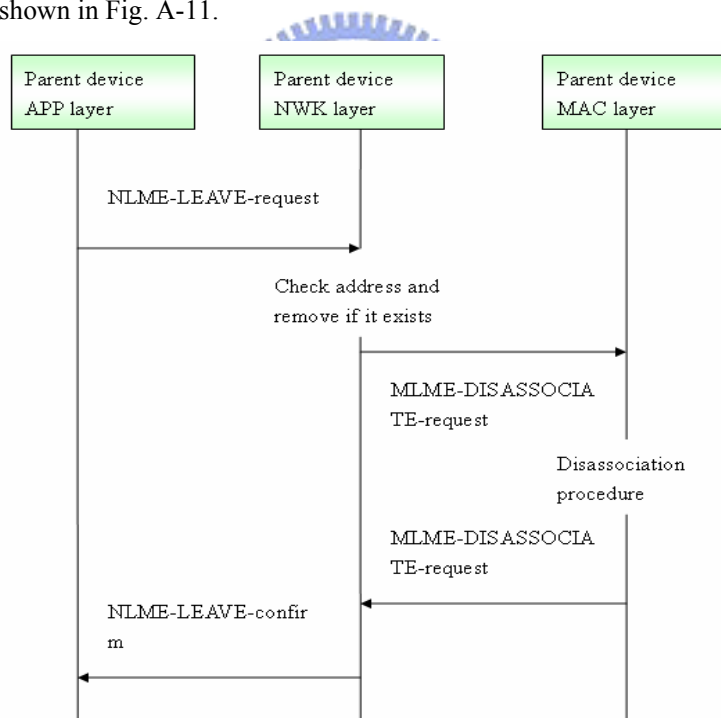 shown in Fig. A-11.
Parent device
APP layer
Parent device
NWK layer
Parent device
MAC layer
NLME-LEAVE-request
Check address and
remove if it exists
MLME-DISASSOCIA
TE-request
Disassociation
procedure
MLME-DISASSOCIA
TE-request
NLME-LEAVE-confir
m